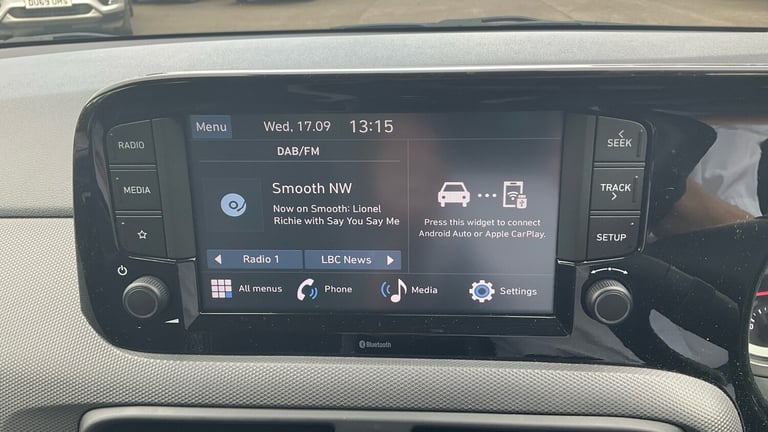 RADIO
MEDIA
Menu
Wed, 17.09
13:15
DAB/FM
Smooth NW
Now on Smooth: Lionel
Richie with Say You Say Me
Radio 1
LBC News
Press this widget to connect
Android Auto or Apple CarPlay.
All menus
Phone
Media
Settings
SEEK
TRACK
SETUP
Bluetooth